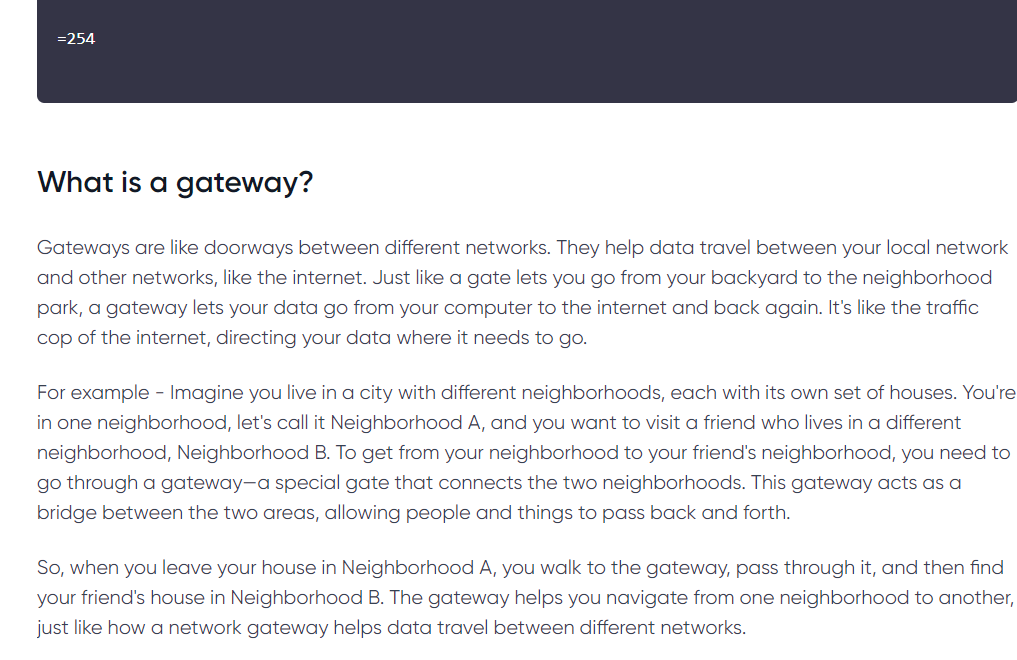 =254
What is a gateway?
Gateways are like doorways between different networks. They help data travel between your local network
and other networks, like the internet. Just like a gate lets you go from your backyard to the neighborhood
park, a gateway lets your data go from your computer to the internet and back again. It's like the traffic
cop of the internet, directing your data where it needs to go.
For example - Imagine you live in a city with different neighborhoods, each with its own set of houses. You're
in one neighborhood, let's call it Neighborhood A, and you want to visit a friend who lives in a different
neighborhood, Neighborhood B. To get from your neighborhood to your friend's neighborhood, you need to
go through a gateway—a special gate that connects the two neighborhoods. This gateway acts as a
bridge between the two areas, allowing people and things to pass back and forth.
So, when you leave your house in Neighborhood A, you walk to the gateway, pass through it, and then find
your friend's house in Neighborhood B. The gateway helps you navigate from one neighborhood to another,
just like how a network gateway helps data travel between different networks.